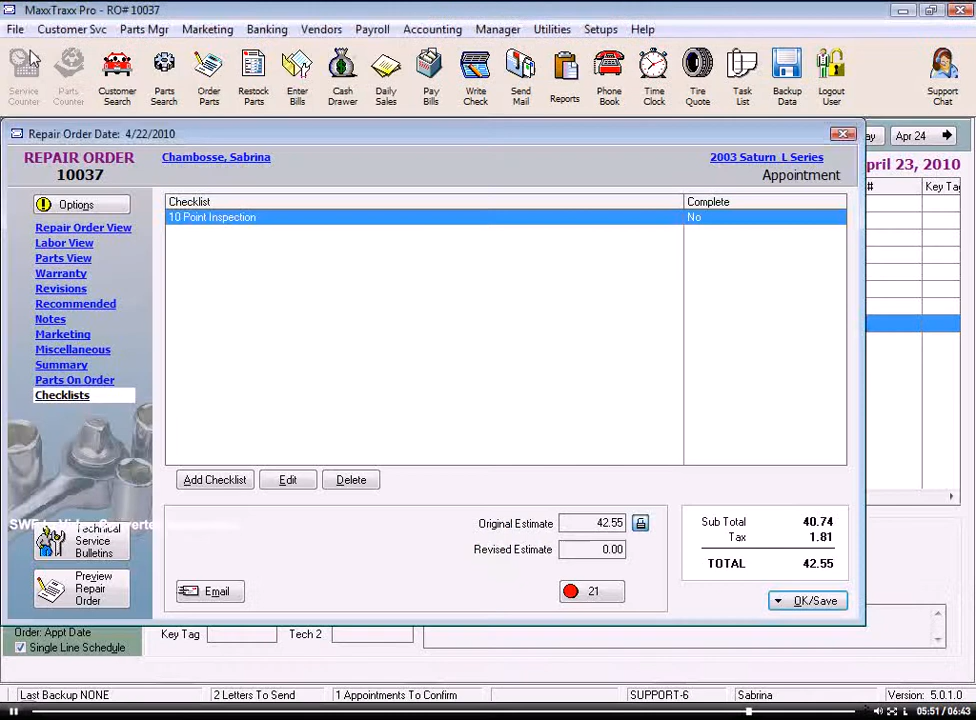 MaxxTraxx Pro - RO# 10037
File Customer Svc Parts Mgr Marketing Banking Vendors Payroll Accounting Manager Utilities Setups Help
Service Counter
Parts Counter
Customer Search
Parts Search
Order Parts
Restock Parts
Enter Bills
Cash Drawer
Daily Sales
Pay Bills
Write Check
Send Mail
Reports
Phone Book
Time Clock
Tire Quote
Task List
Backup Data
Logout User
Support Chat
Repair Order Date: 4/22/2010
ay Apr 24
REPAIR ORDER
10037
Chambosse, Sabrina
2003 Saturn L Series
Appointment
pril 23, 2010
# Key Tag
Options
Repair Order View
Labor View
Parts View
Warranty
Revisions
Recommended
Notes
Marketing
Miscellaneous
Summary
Parts On Order
Checklists
Checklist Complete
10 Point Inspection No
Add Checklist Edit Delete
Technical Service Bulletins
Preview Repair Order
Original Estimate 42.55
Revised Estimate 0.00
Email
21
Sub Total 40.74
Tax 1.81
TOTAL 42.55
OK/Save
Order: Appt Date
Single Line Schedule
Key Tag Tech 2
Last Backup NONE 2 Letters To Send 1 Appointments To Confirm SUPPORT-6 Sabrina Version: 5.0.1.0
05:51 / 06:43